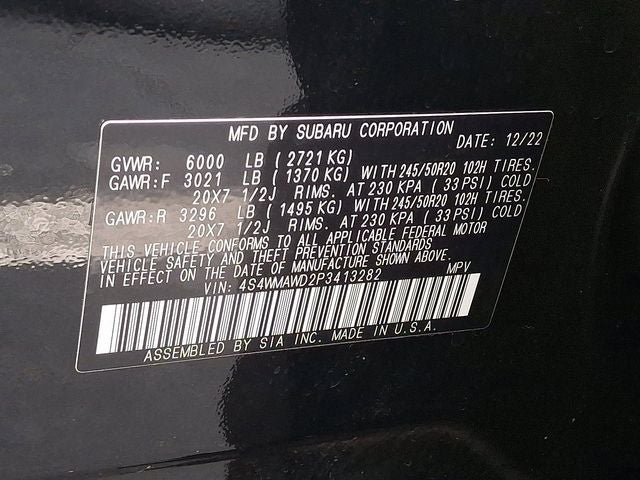 MFD BY SUBARU CORPORATION DATE: 12/22
GVWR: 6000 LB ( 2721 KG)
GAWR:F 3021 LB ( 1370 KG) WITH 245/50R20 102H TIRES.
20X7 1/2J RIMS. AT 230 KPA ( 33 PSI) COLD
GAWR:R 3296 LB ( 1495 KG) WITH 245/50R20 102H TIRES.
20X7 1/2J RIMS. AT 230 KPA ( 33 PSI) COLD
THIS VEHICLE CONFORMS TO ALL APPLICABLE FEDERAL MOTOR
VEHICLE SAFETY AND THEFT PREVENTION STANDARDS
IN EFFECT ON THE DATE OF MANUFACTURE SHOWN ABOVE.
VIN: 4S4WMAWD2P3413282 MPV
ASSEMBLED BY SIA INC. MADE IN U.S.A.